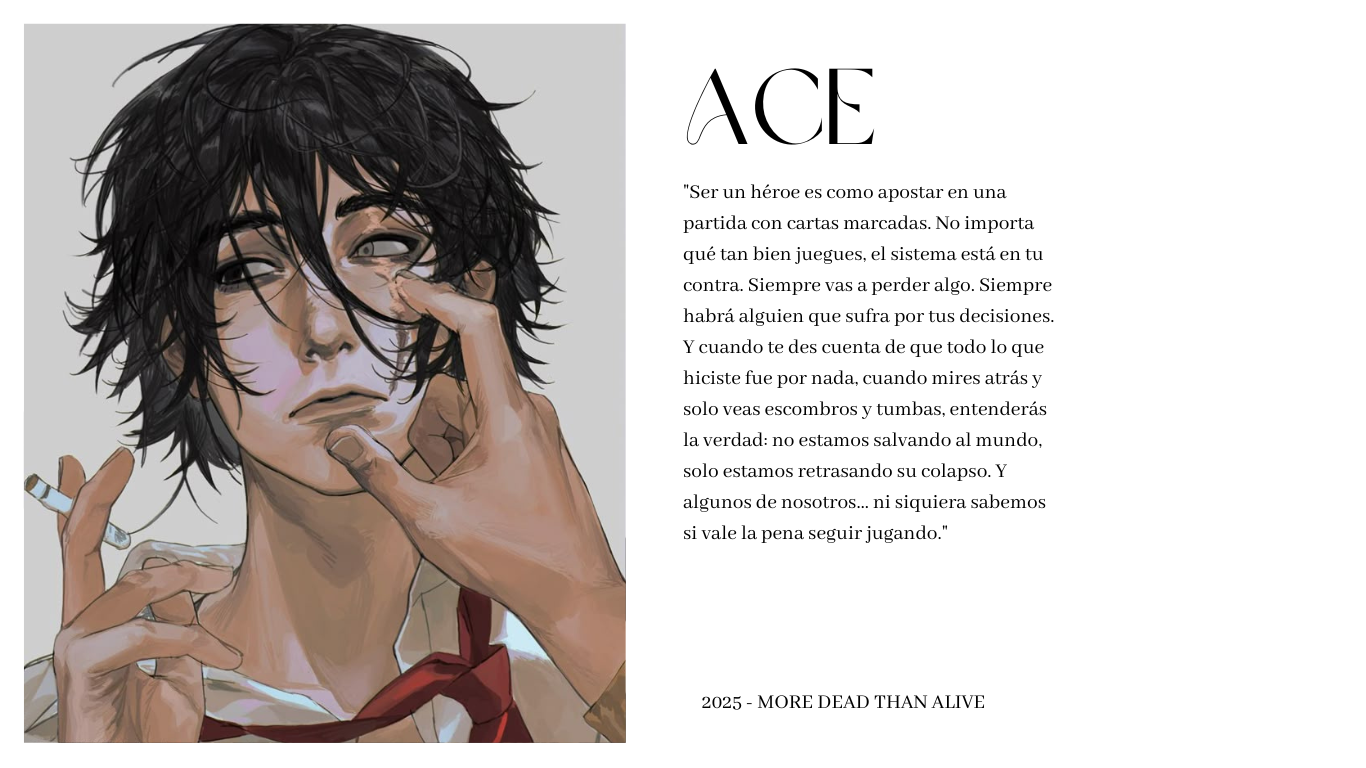 ACE
"Ser un héroe es como apostar en una
partida con cartas marcadas. No importa
qué tan bien juegues, el sistema está en tu
contra. Siempre vas a perder algo. Siempre
habrá alguien que sufra por tus decisiones.
Y cuando te des cuenta de que todo lo que
hiciste fue por nada, cuando mires atrás y
solo veas escombros y tumbas, entenderás
la verdad: no estamos salvando al mundo,
solo estamos retrasando su colapso. Y
algunos de nosotros... ni siquiera sabemos
si vale la pena seguir jugando."
2025 - MORE DEAD THAN ALIVE